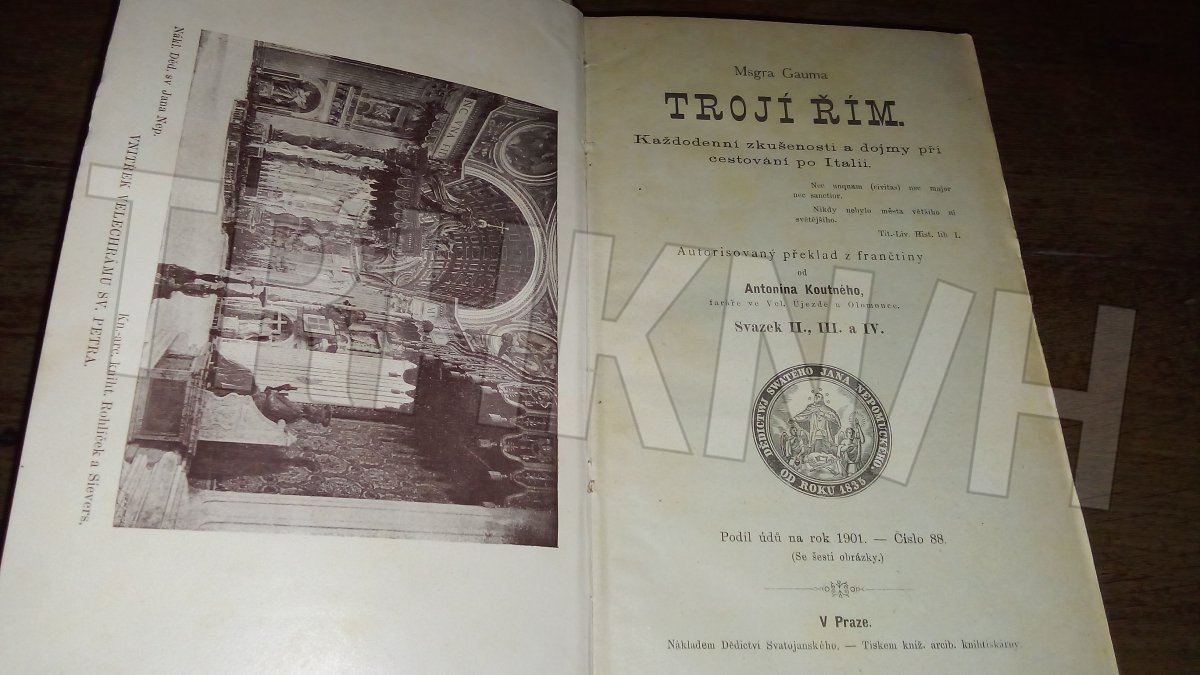 Nákl. Děd. sv Jana Nep.
Kn.-arc. kniht. Rohlíček a Sievers.
VNITŘEK VELECHRÁMU SV. PETRA.
Msgra Gauma
TROJÍ ŘÍM.
Každodenní zkušenosti a dojmy při
cestování po Italii.
Nec unquam (civitas) nec major
nec sanctior.
Nikdy nebylo města většího ni
světějšího.
Tit.-Liv. Hist. lib I.
Autorisovaný překlad z frančtiny
od
Antonína Koutného,
faráře ve Vel. Újezdě u Olomouce.
Svazek II., III. a IV.
DĚDICTWJ SWATÉHO JANA NEPOMUCKÉHO.
OD ROKU 1835
Podíl údů na rok 1901. — Číslo 88.
(Se šesti obrázky.)
V Praze.
Nákladem Dědictví Svatojanského. — Tiskem kníž. arcib. knihtiskárny